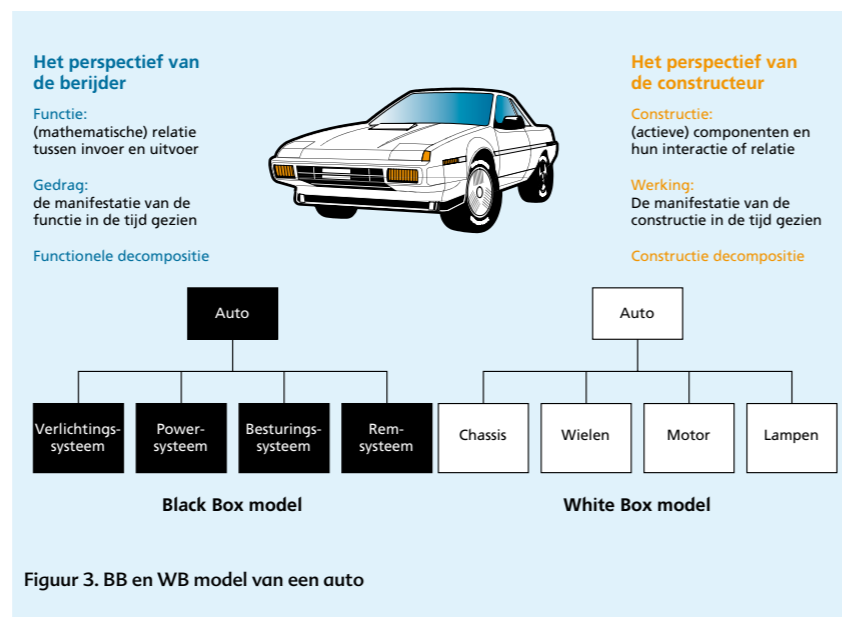 Het perspectief van
de berijder
Functie:
(mathematische) relatie
tussen invoer en uitvoer
Gedrag:
de manifestatie van de
functie in de tijd gezien
Functionele decompositie
Het perspectief van
de constructeur
Constructie:
(actieve) componenten en
hun interactie of relatie
Werking:
De manifestatie van de
constructie in de tijd gezien
Constructie decompositie
Auto
Verlichtings-
systeem
Power-
systeem
Besturings-
systeem
Rem-
systeem
Black Box model
Auto
Chassis
Wielen
Motor
Lampen
White Box model
Figuur 3. BB en WB model van een auto